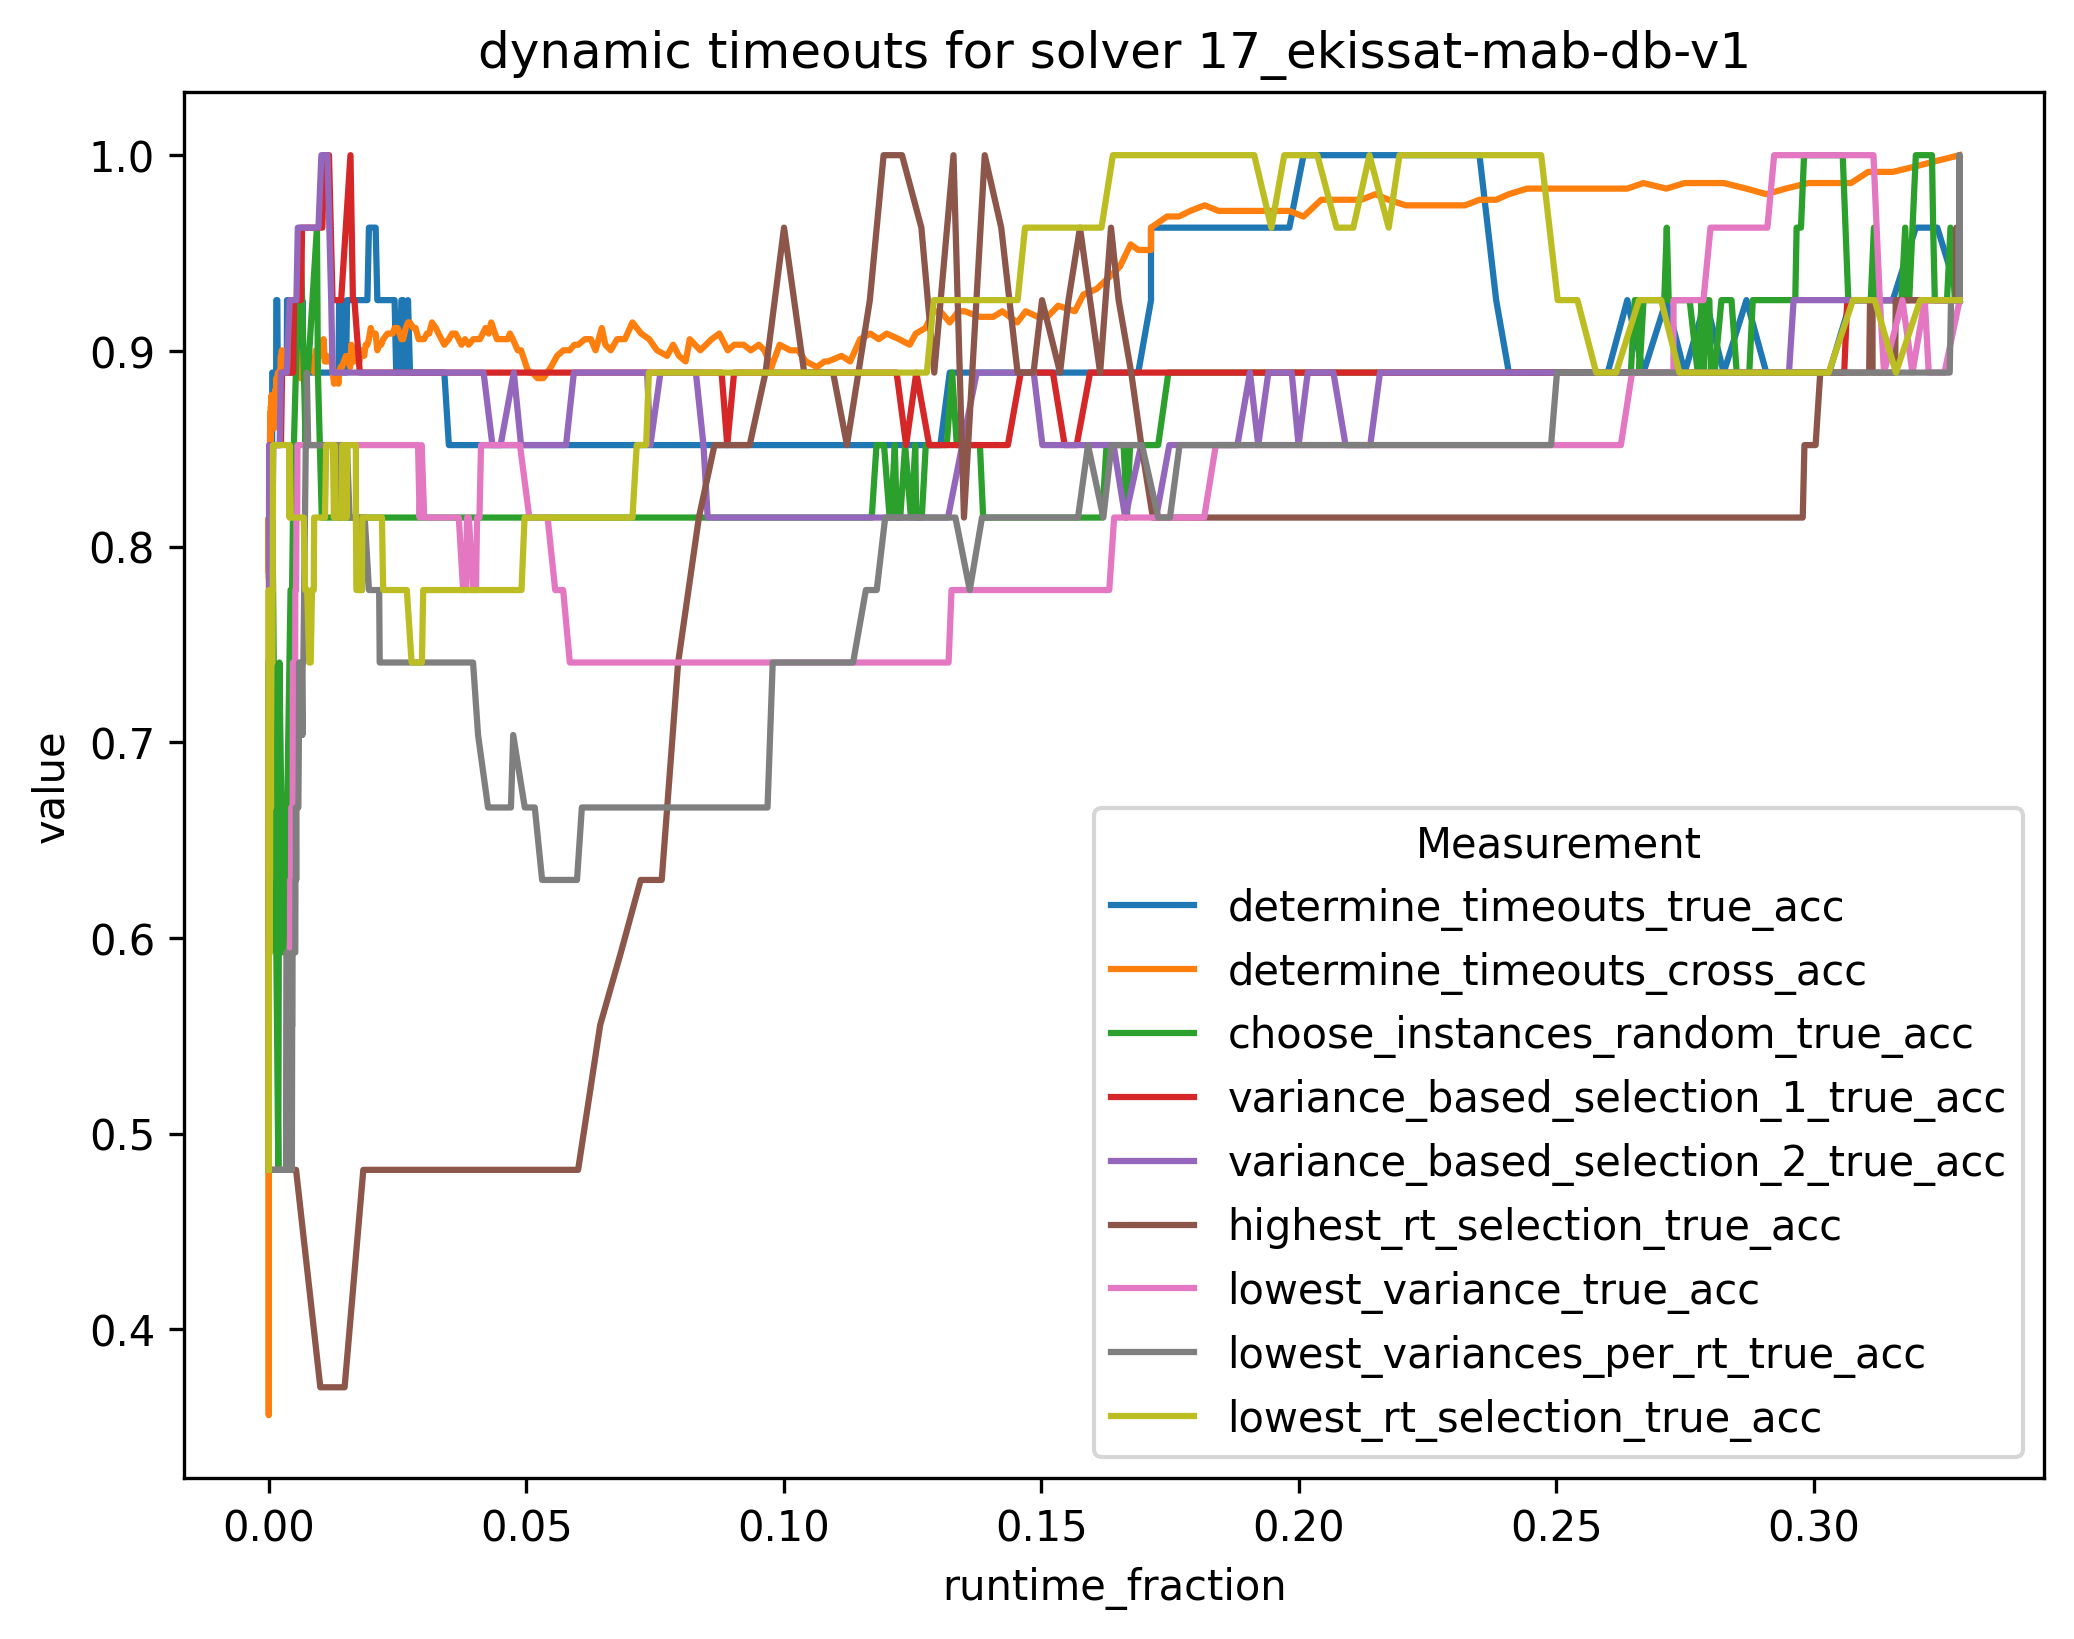 dynamic timeouts for solver 17_ekissat-mab-db-v1
1.0
0.9
0.8
0.7
0.6
0.5
0.4
value
Measurement
determine_timeouts_true_acc
determine_timeouts_cross_acc
choose_instances_random_true_acc
variance_based_selection_1_true_acc
variance_based_selection_2_true_acc
highest_rt_selection_true_acc
lowest_variance_true_acc
lowest_variances_per_rt_true_acc
lowest_rt_selection_true_acc
0.00 0.05 0.10 0.15 0.20 0.25 0.30
runtime_fraction